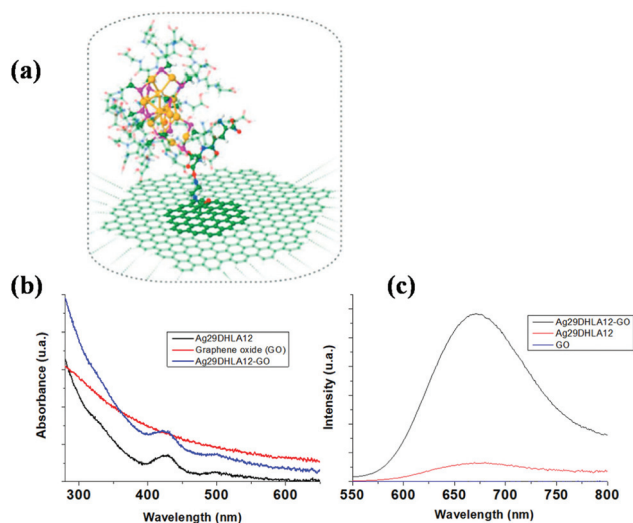 (a)
(b)
(c)
Absorbance (u.a.)
Ag29DHLA12
Graphene oxide (GO)
Ag29DHLA12-GO
300
400
500
600
Wavelength (nm)
Intensity (u.a.)
Ag29DHLA12-GO
Ag29DHLA12
GO
550
600
650
700
750
800
Wavelength (nm)